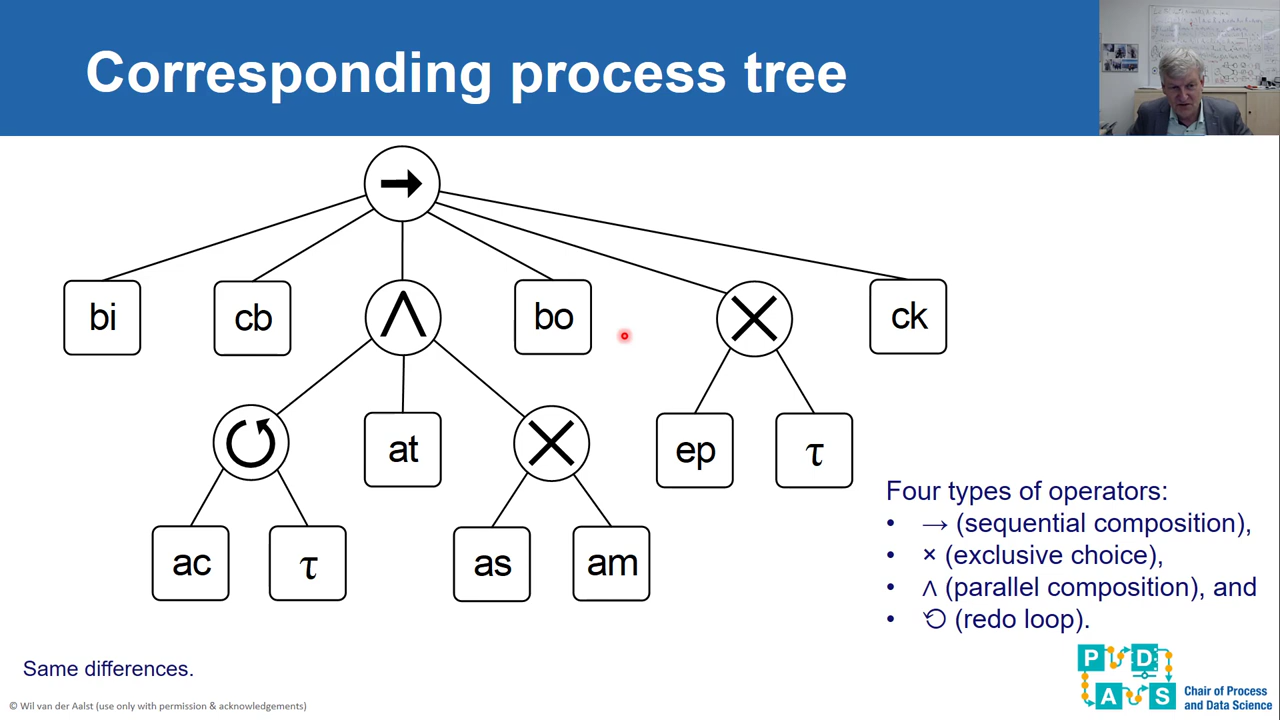 Corresponding process tree
→
bi
cb
∧
bo
×
ck
↺
at
×
ep
τ
ac
τ
as
am
Four types of operators:
• → (sequential composition),
• × (exclusive choice),
• ∧ (parallel composition), and
• ↺ (redo loop).
Same differences.
P D
A S
Chair of Process
and Data Science
© Wil van der Aalst (use only with permission & acknowledgements)